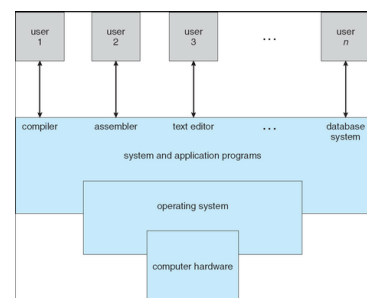 user
1
user
2
user
3
...
user
n
compiler
assembler
text editor
...
database
system
system and application programs
operating system
computer hardware